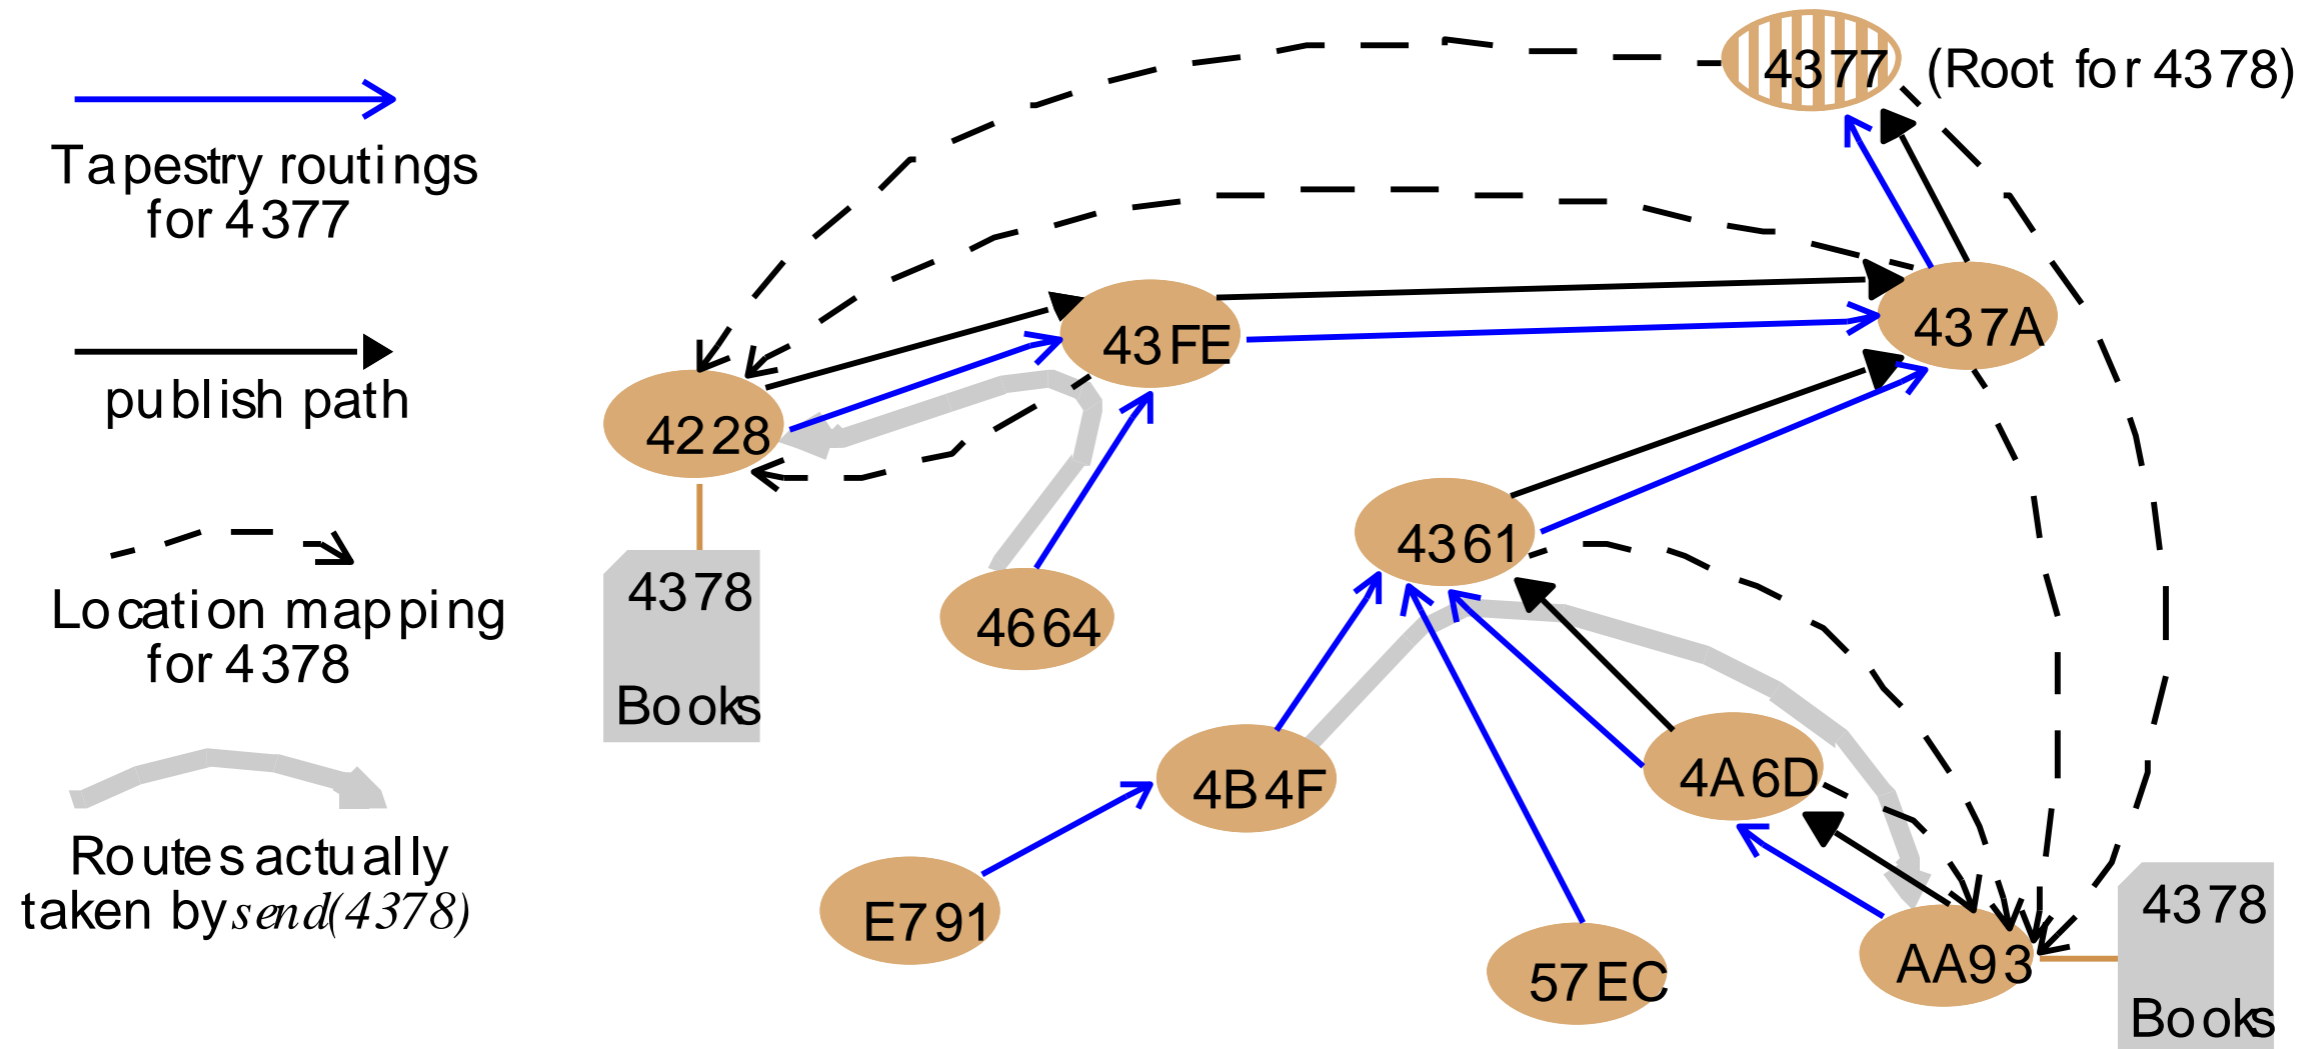 4377 (Root for 4378)
Tapestry routings
for 4377
437A
43FE
publish path
4228
4361
4378
Books
4664
Location mapping
for 4378
4B4F
4A6D
Routes actually
taken by send(4378)
E791
57EC
AA93
4378
Books